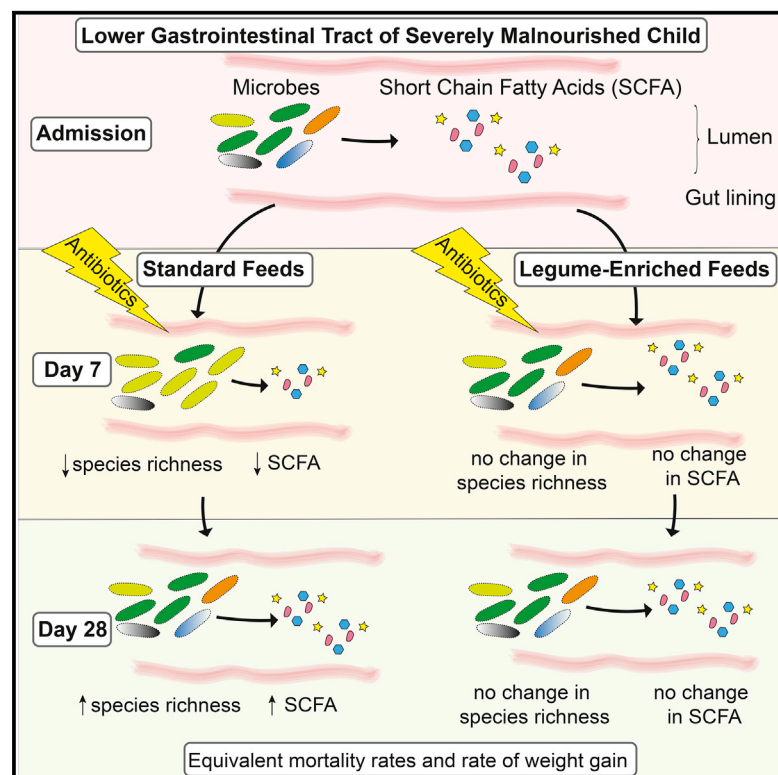 Lower Gastrointestinal Tract of Severely Malnourished Child
Microbes
Short Chain Fatty Acids (SCFA)
Admission
Lumen
Gut lining
Antibiotics
Standard Feeds
Antibiotics
Legume-Enriched Feeds
Day 7
↓ species richness
↓ SCFA
no change in
species richness
no change
in SCFA
Day 28
↑ species richness
↑ SCFA
no change in
species richness
no change
in SCFA
Equivalent mortality rates and rate of weight gain